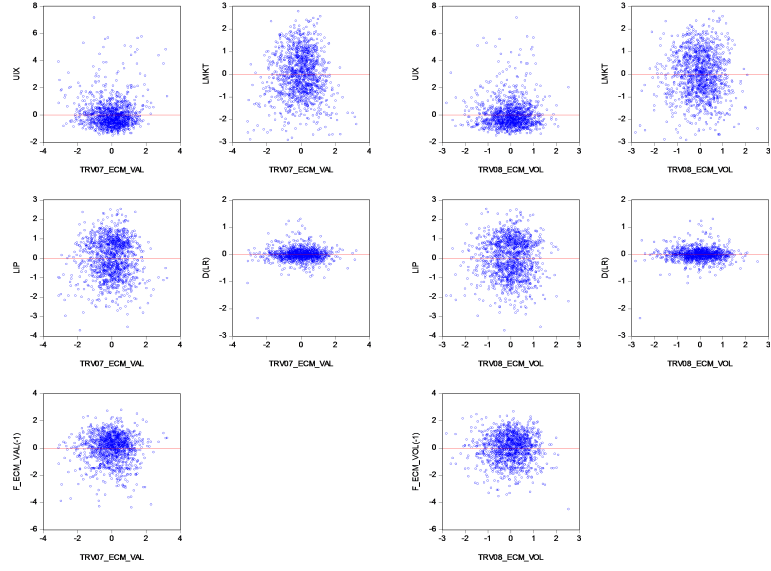 8
6
4
2
0
-2
-4 -2 0 2 4
UIX
TRV07_ECM_VAL
3
2
1
0
-1
-2
-3
-4 -2 0 2 4
LMKT
TRV07_ECM_VAL
8
6
4
2
0
-2
-3 -2 -1 0 1 2 3
UIX
TRV08_ECM_VOL
3
2
1
0
-1
-2
-3
-3 -2 -1 0 1 2 3
LMKT
TRV08_ECM_VOL
3
2
1
0
-1
-2
-3
-4
-4 -2 0 2 4
LIP
TRV07_ECM_VAL
2
1
0
-1
-2
-3
-4 -2 0 2 4
D(LR)
TRV07_ECM_VAL
3
2
1
0
-1
-2
-3
-4
-3 -2 -1 0 1 2 3
LIP
TRV08_ECM_VOL
2
1
0
-1
-2
-3
-3 -2 -1 0 1 2 3
D(LR)
TRV08_ECM_VOL
4
2
0
-2
-4
-6
-4 -2 0 2 4
F_ECM_VAL(-1)
TRV07_ECM_VAL
4
2
0
-2
-4
-6
-3 -2 -1 0 1 2 3
F_ECM_VOL(-1)
TRV08_ECM_VOL